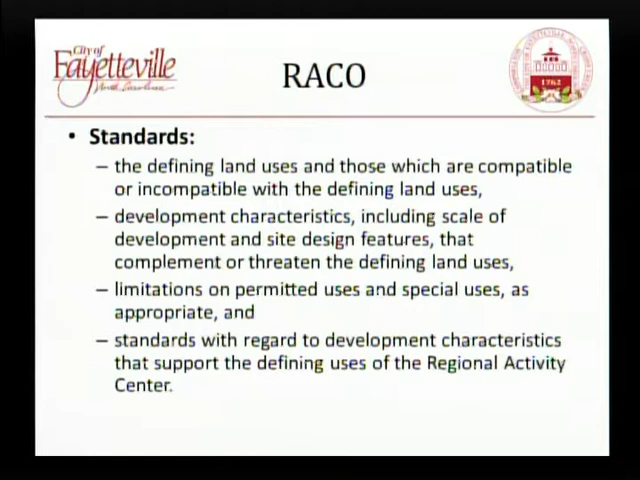 City of
Fayetteville
North Carolina
RACO
1762
• Standards:
– the defining land uses and those which are compatible
or incompatible with the defining land uses,
– development characteristics, including scale of
development and site design features, that
complement or threaten the defining land uses,
– limitations on permitted uses and special uses, as
appropriate, and
– standards with regard to development characteristics
that support the defining uses of the Regional Activity
Center.